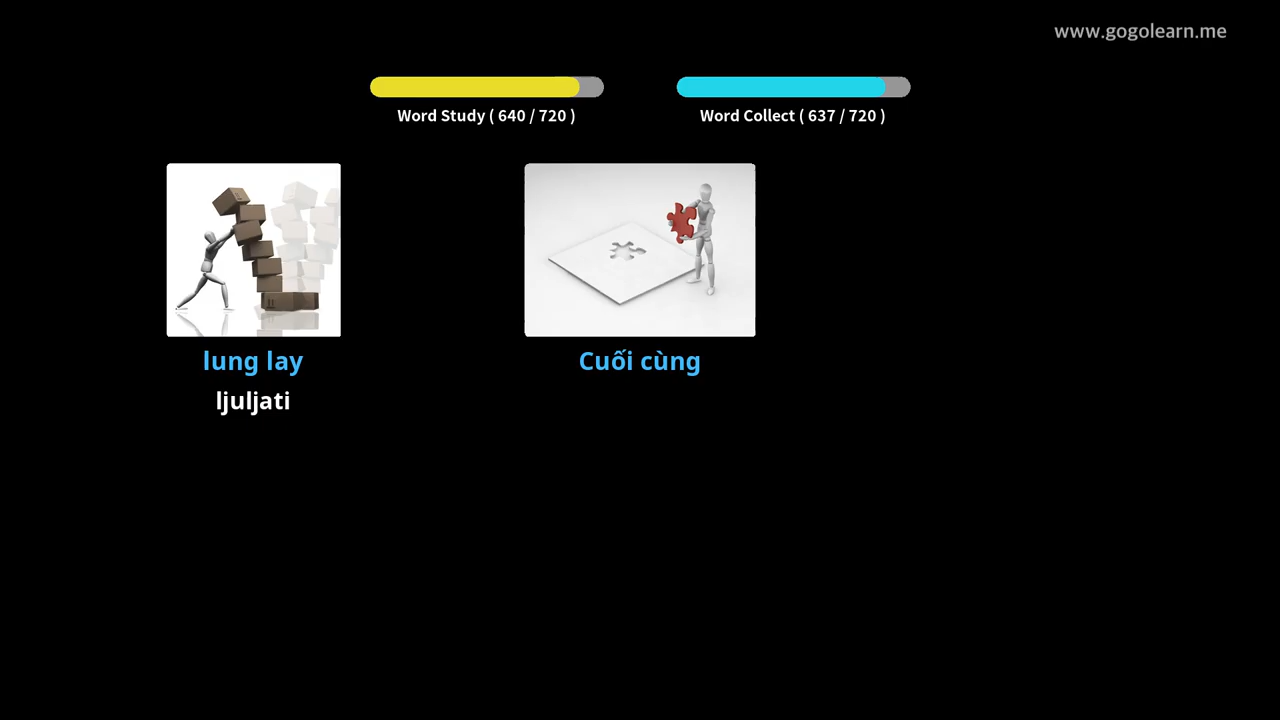 www.gogolearn.me
Word Study ( 640 / 720 )
Word Collect ( 637 / 720 )
lung lay
ljuljati
Cuối cùng